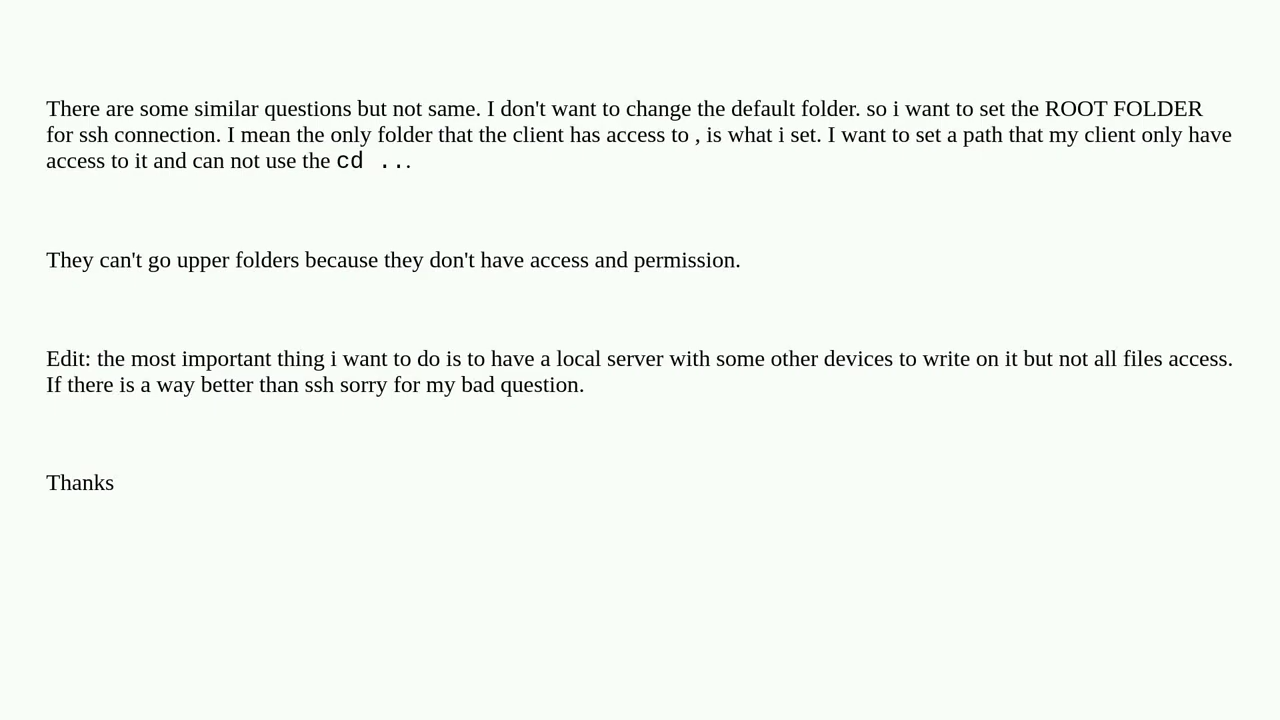 There are some similar questions but not same. I don't want to change the default folder. so i want to set the ROOT FOLDER
for ssh connection. I mean the only folder that the client has access to , is what i set. I want to set a path that my client only have
access to it and can not use the cd ...
They can't go upper folders because they don't have access and permission.
Edit: the most important thing i want to do is to have a local server with some other devices to write on it but not all files access.
If there is a way better than ssh sorry for my bad question.
Thanks